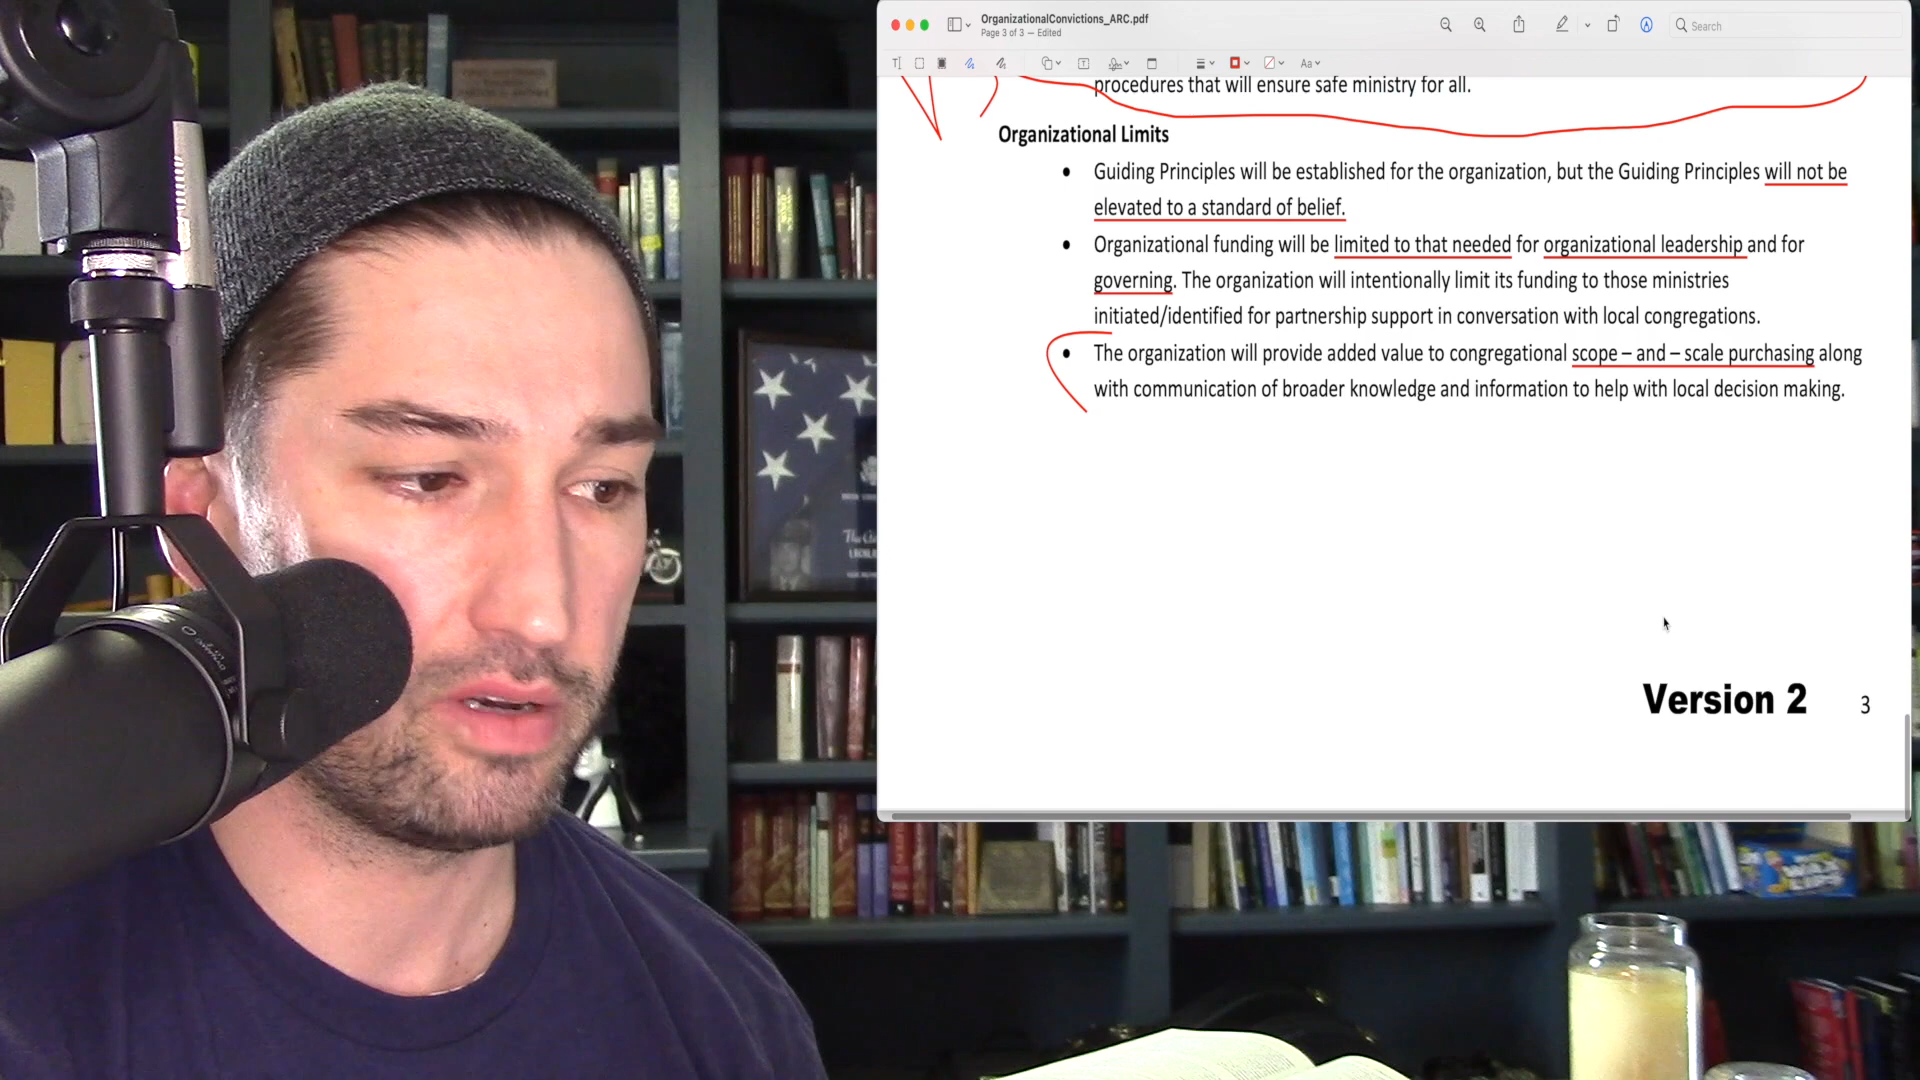 OrganizationalConvictions_ARC.pdf
Page 3 of 3 — Edited
Search
Aa
procedures that will ensure safe ministry for all.
Organizational Limits
• Guiding Principles will be established for the organization, but the Guiding Principles will not be
elevated to a standard of belief.
• Organizational funding will be limited to that needed for organizational leadership and for
governing. The organization will intentionally limit its funding to those ministries
initiated/identified for partnership support in conversation with local congregations.
• The organization will provide added value to congregational scope – and – scale purchasing along
with communication of broader knowledge and information to help with local decision making.
Version 2
3